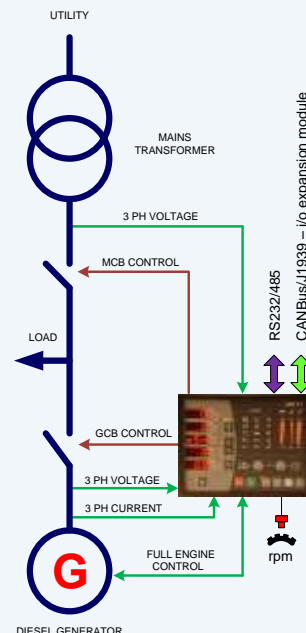 UTILITY
MAINS
TRANSFORMER
3 PH VOLTAGE
MCB CONTROL
RS232/485
CANBus/J1939 – i/o expansion module
LOAD
GCB CONTROL
3 PH VOLTAGE
3 PH CURRENT
rpm
FULL ENGINE
CONTROL
G
DIESEL GENERATOR